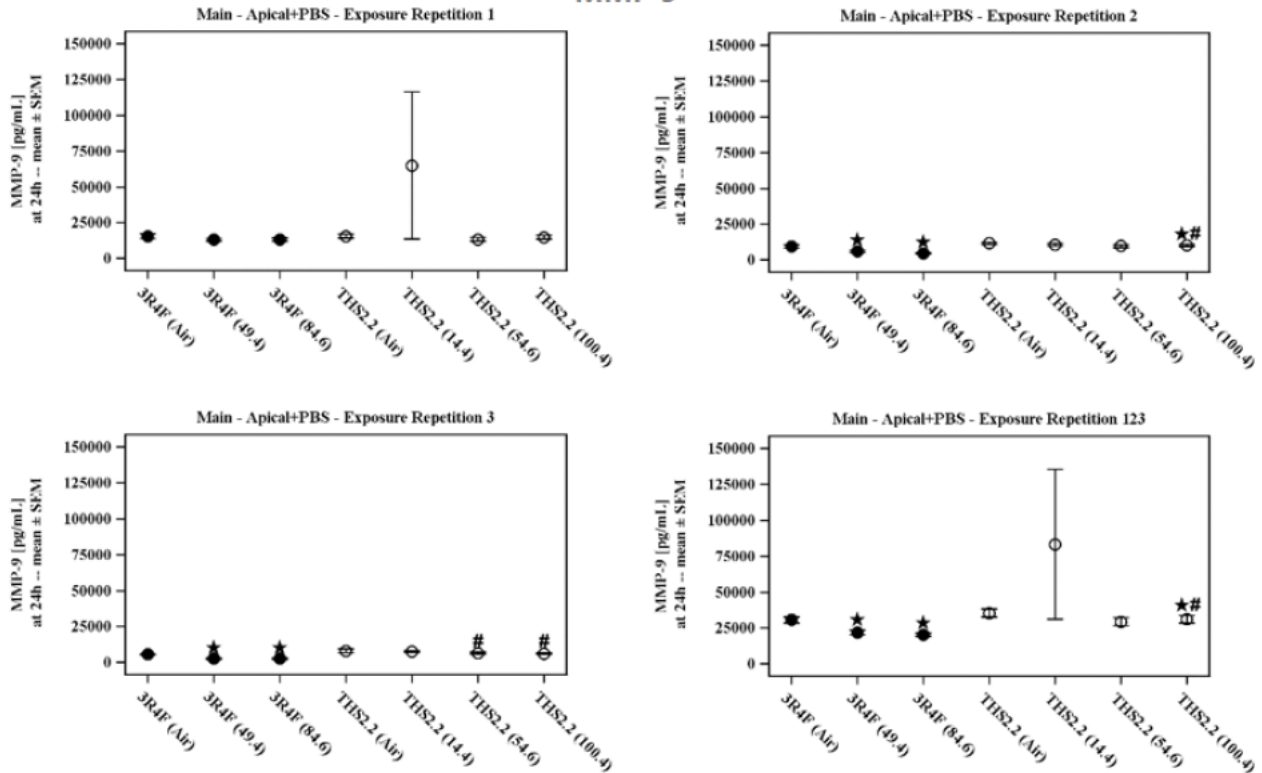 Main - Apical+PBS - Exposure Repetition 1
MMP-9 [pg/mL]
at 24h -- mean ± SEM
150000
125000
100000
75000
50000
25000
0
3R4F (Air)
3R4F (49.4)
3R4F (84.6)
THS2.2 (Air)
THS2.2 (14.4)
THS2.2 (54.6)
THS2.2 (100.4)
Main - Apical+PBS - Exposure Repetition 2
MMP-9 [pg/mL]
at 24h -- mean ± SEM
150000
125000
100000
75000
50000
25000
0
★ ★ ★#
3R4F (Air)
3R4F (49.4)
3R4F (84.6)
THS2.2 (Air)
THS2.2 (14.4)
THS2.2 (54.6)
THS2.2 (100.4)
Main - Apical+PBS - Exposure Repetition 3
MMP-9 [pg/mL]
at 24h -- mean ± SEM
150000
125000
100000
75000
50000
25000
0
★ ★ # #
3R4F (Air)
3R4F (49.4)
3R4F (84.6)
THS2.2 (Air)
THS2.2 (14.4)
THS2.2 (54.6)
THS2.2 (100.4)
Main - Apical+PBS - Exposure Repetition 123
MMP-9 [pg/mL]
at 24h -- mean ± SEM
150000
125000
100000
75000
50000
25000
0
★ ★ ★#
3R4F (Air)
3R4F (49.4)
3R4F (84.6)
THS2.2 (Air)
THS2.2 (14.4)
THS2.2 (54.6)
THS2.2 (100.4)